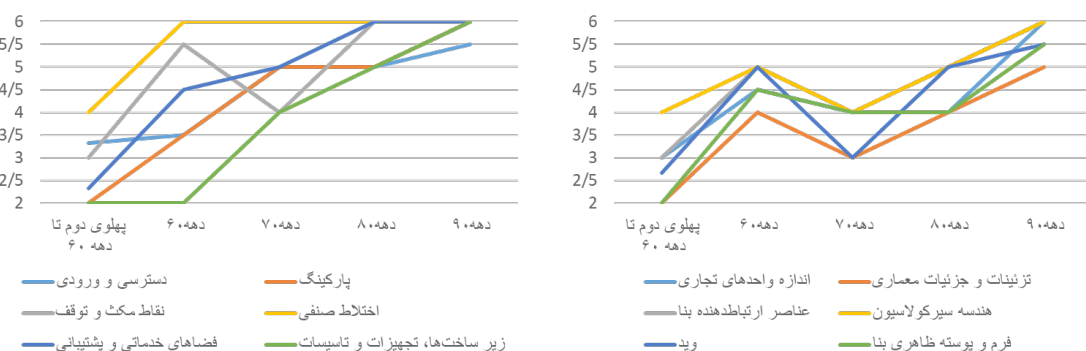 6
5/5
5
4/5
4
3/5
3
2/5
2
پهلوی دوم تا دهه ۶۰
دهه۶۰
دهه۷۰
دهه۸۰
دهه۹۰
دسترسی و ورودی
پارکینگ
نقاط مکث و توقف
اختلاط صنفی
فضاهای خدماتی و پشتیبانی
زیر ساخت‌ها، تجهیزات و تاسیسات
6
5/5
5
4/5
4
3/5
3
2/5
2
پهلوی دوم تا دهه ۶۰
دهه۶۰
دهه۷۰
دهه۸۰
دهه۹۰
اندازه واحدهای تجاری
تزئینات و جزئیات معماری
عناصر ارتباط‌دهنده بنا
هندسه سیرکولاسیون
وید
فرم و پوسته ظاهری بنا